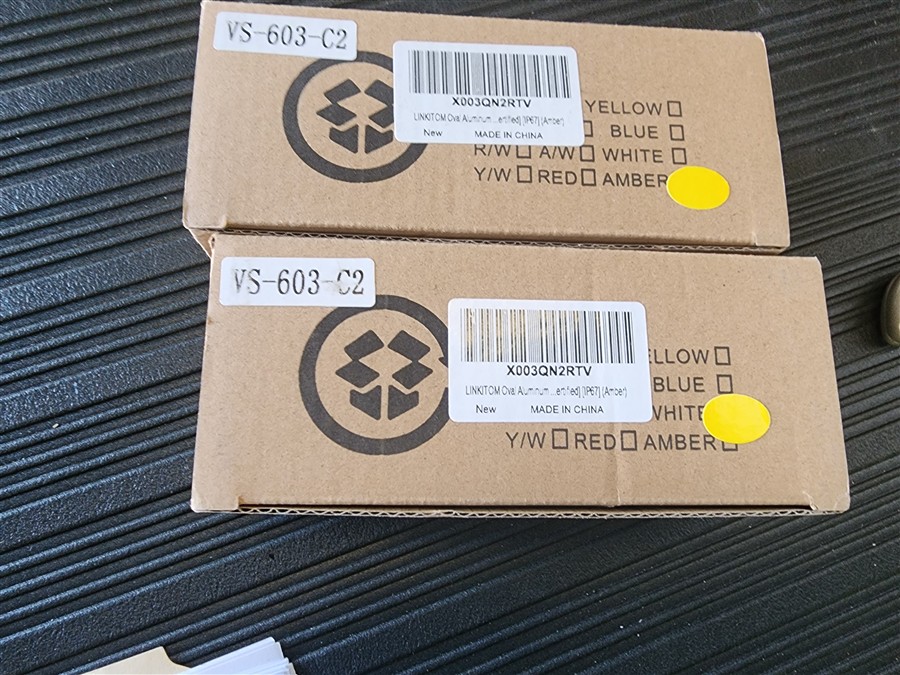 VS-603-C2
X003QN2RTV
LINKITOM Oval Aluminum ...ertified] [IP67] (Amber)
New MADE IN CHINA
YELLOW
BLUE
R/W A/W WHITE
Y/W RED AMBER
VS-603-C2
X003QN2RTV
LINKITOM Oval Aluminum ...ertified] [IP67] (Amber)
New MADE IN CHINA
ELLOW
BLUE
WHITE
Y/W RED AMBER